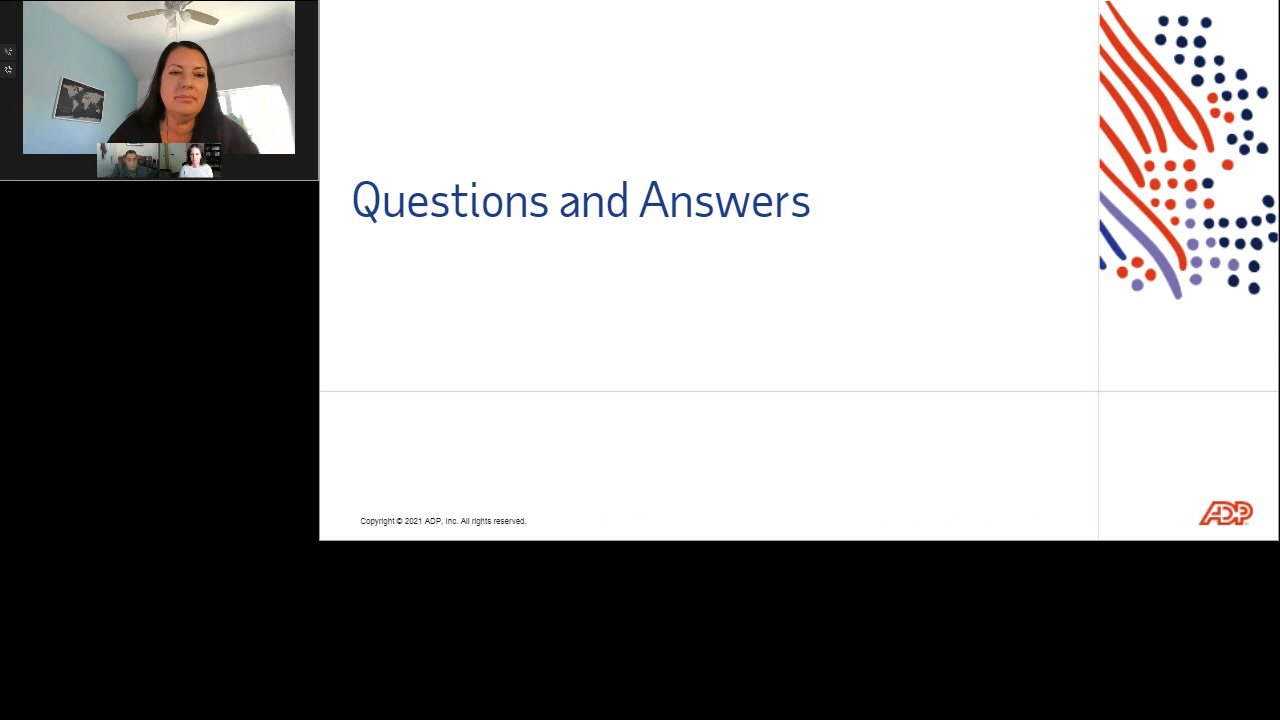 Questions and Answers
Copyright © 2021 ADP, Inc. All rights reserved.
ADP